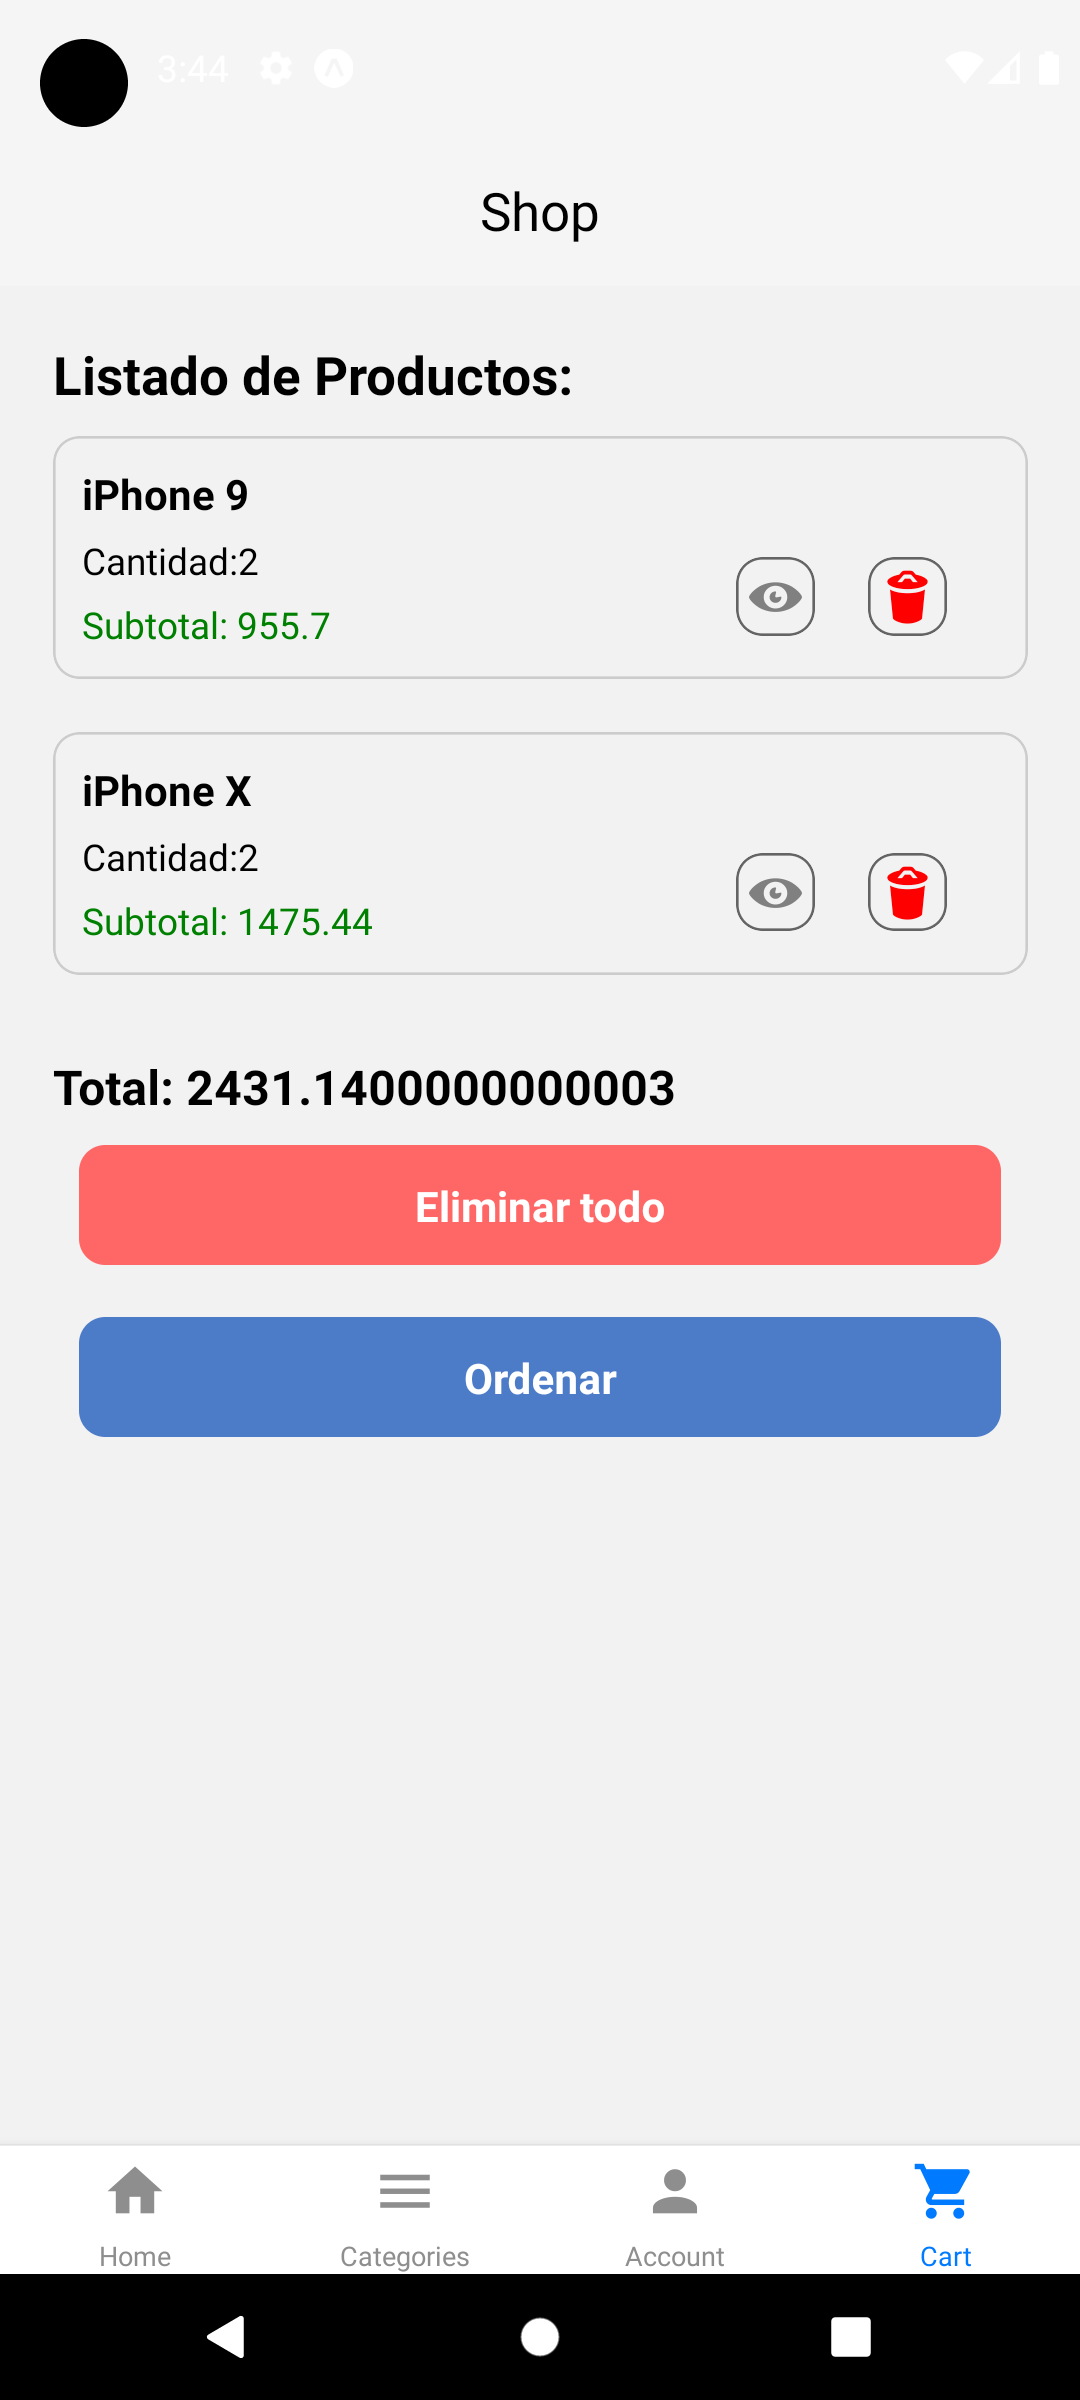 3:44
Shop
Listado de Productos:
iPhone 9
Cantidad:2
Subtotal: 955.7
iPhone X
Cantidad:2
Subtotal: 1475.44
Total: 2431.1400000000003
Eliminar todo
Ordenar
Home
Categories
Account
Cart